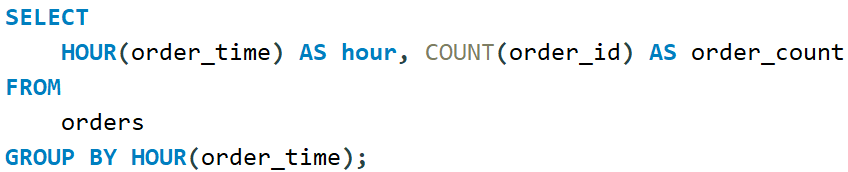 SELECT
    HOUR(order_time) AS hour, COUNT(order_id) AS order_count
FROM
    orders
GROUP BY HOUR(order_time);